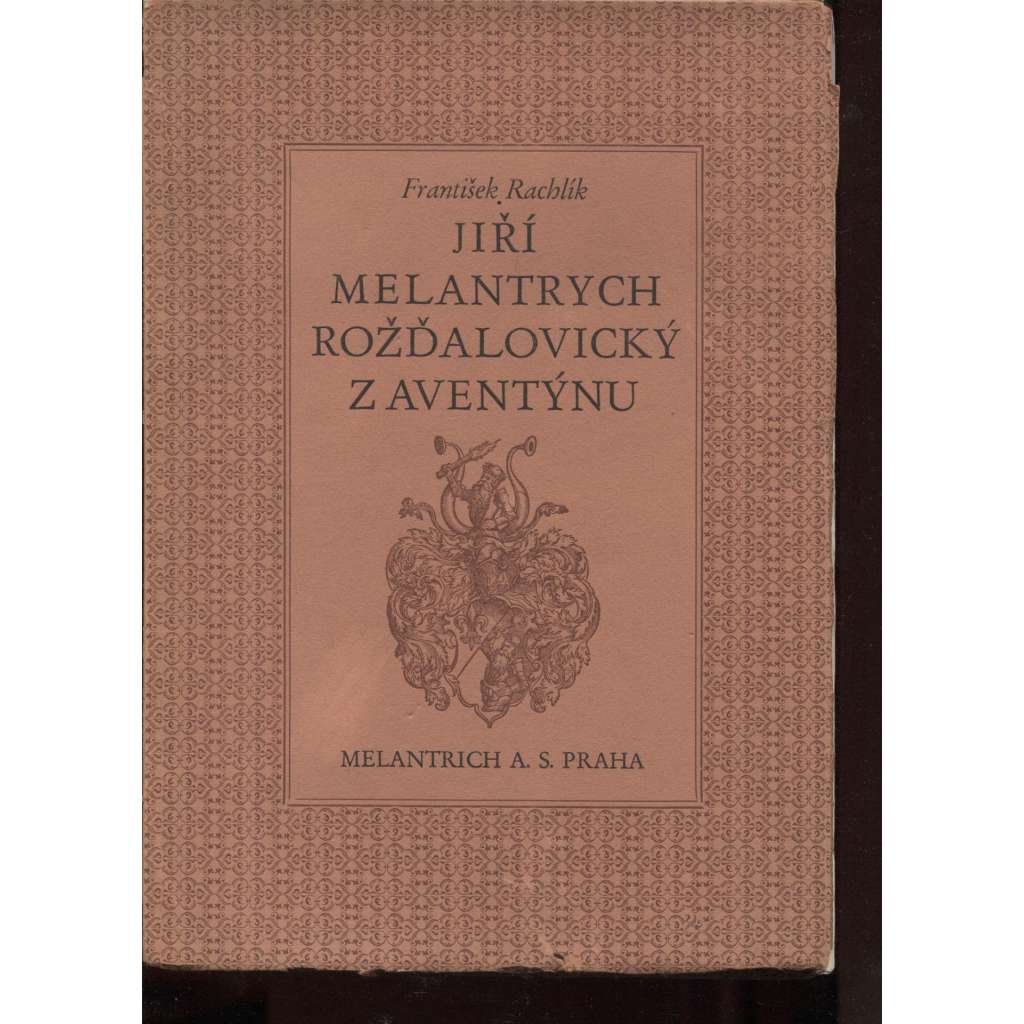 František Rachlík
JIŘÍ
MELANTRYCH
ROŽĎALOVICKÝ
Z AVENTÝNU
MELANTRICH A. S. PRAHA